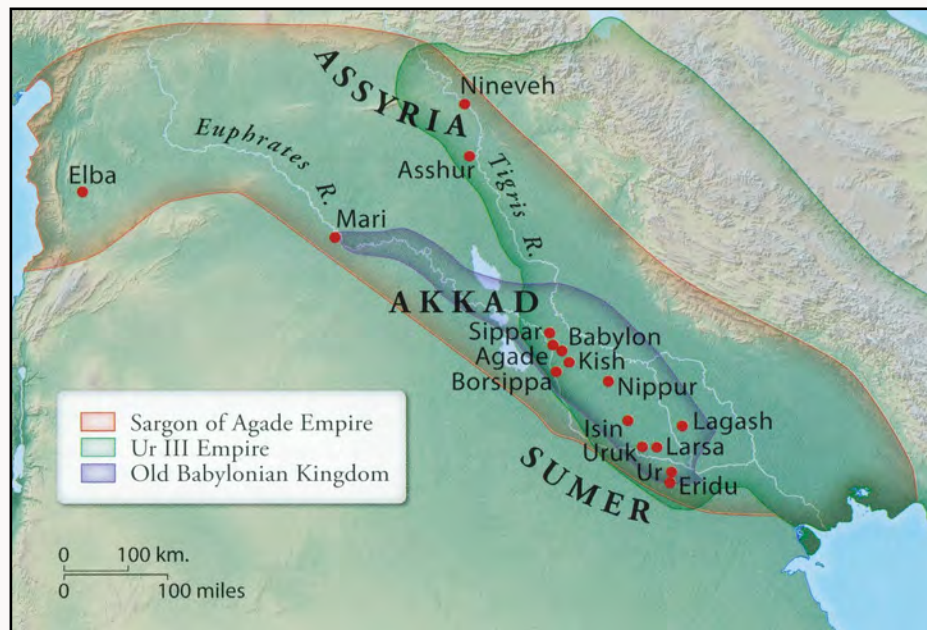 ASSYRIA
Nineveh
Euphrates R.
Asshur
Tigris R.
Elba
Mari
AKKAD
Sippar
Babylon
Agade
Kish
Borsippa
Nippur
Sargon of Agade Empire
Ur III Empire
Old Babylonian Kingdom
Isin
Lagash
Uruk
Larsa
Ur
Eridu
SUMER
0 100 km.
0 100 miles